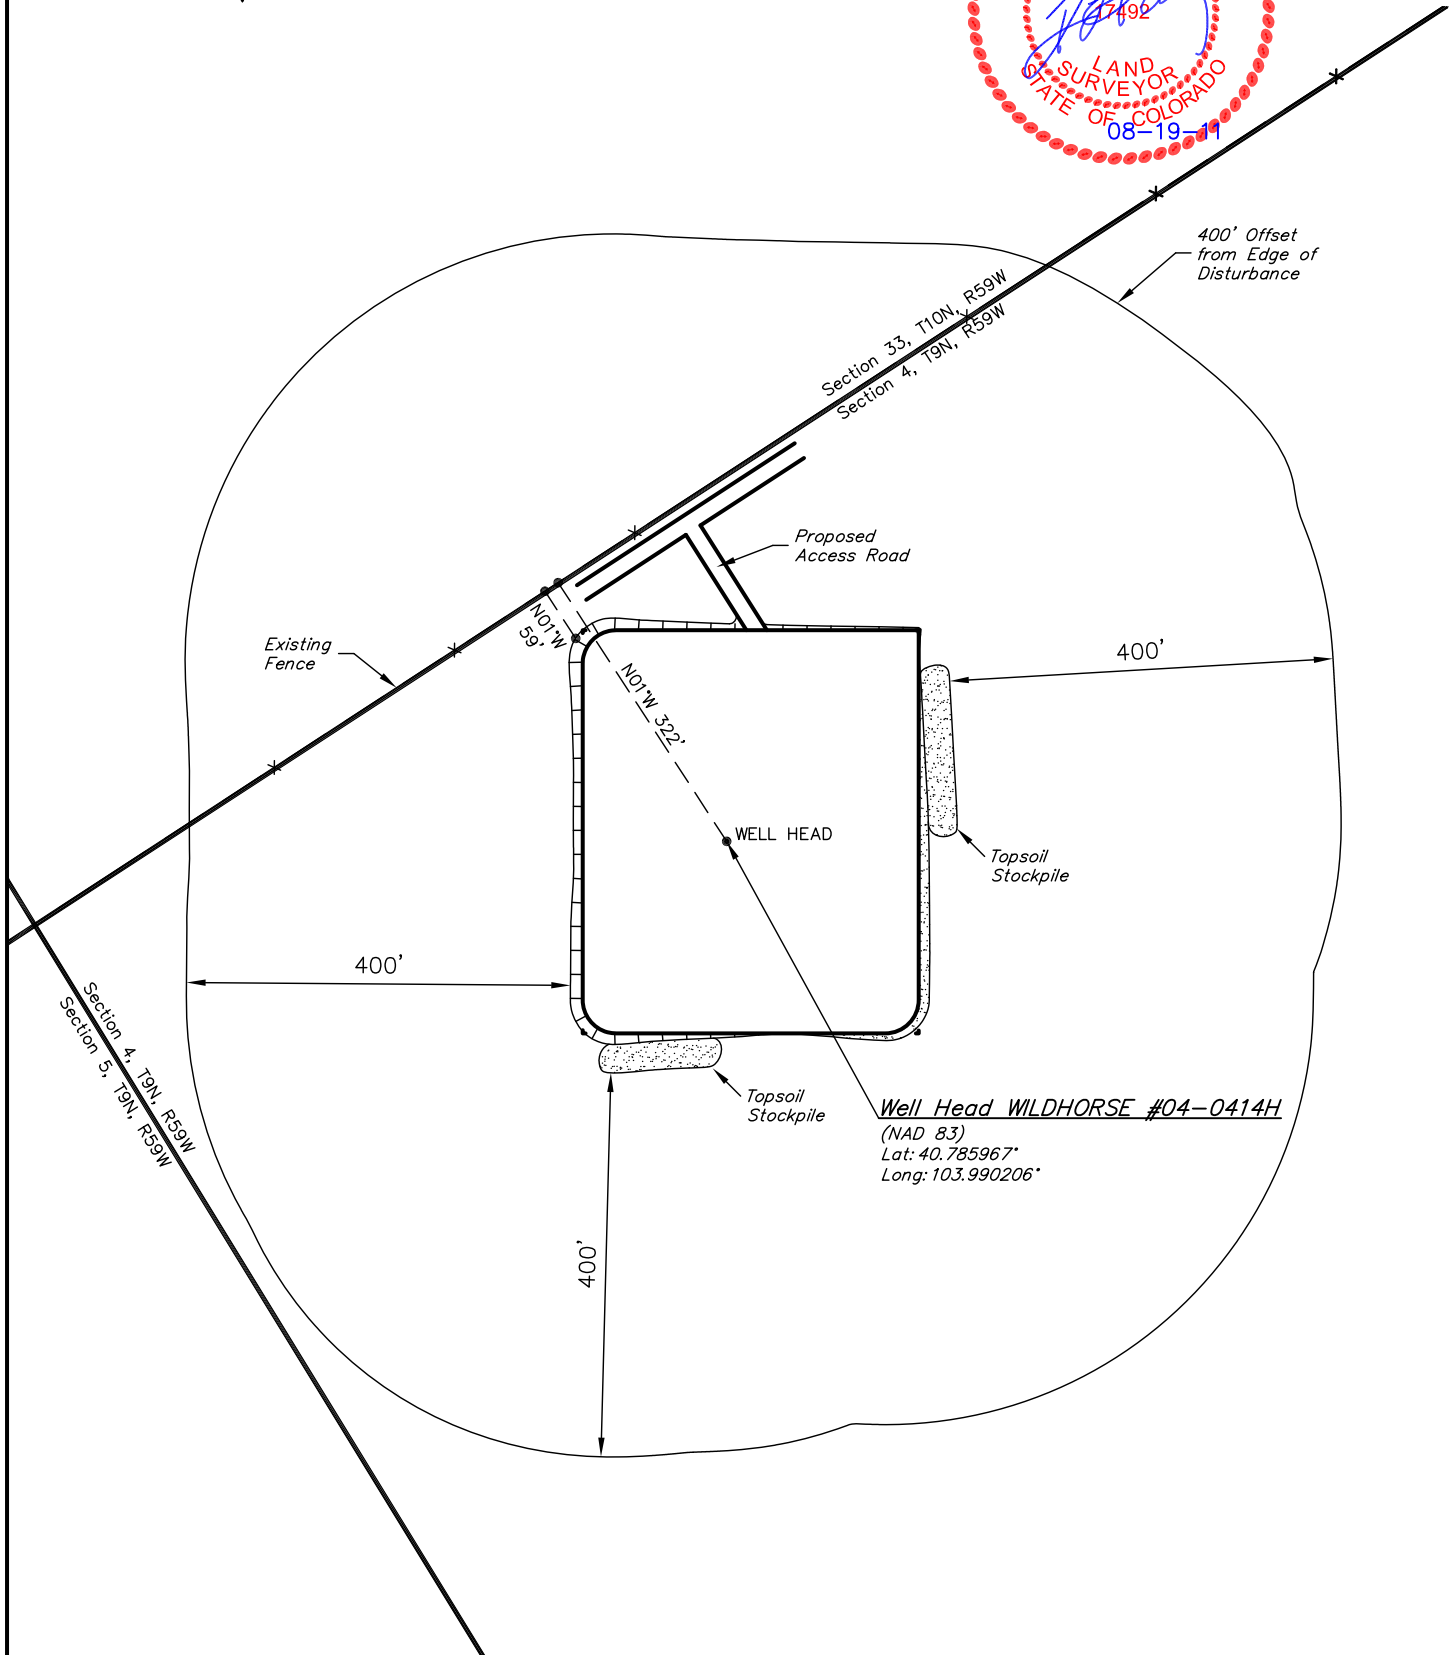 17492
LAND
SURVEYOR
STATE OF COLORADO
08-19-11
400' Offset
from Edge of
Disturbance
Section 33, T10N, R59W
Section 4, T9N, R59W
Proposed
Access Road
Existing
Fence
N01°W
59'
N01°W 322'
400'
WELL HEAD
Topsoil
Stockpile
400'
Section 4, T9N, R59W
Section 5, T9N, R59W
Topsoil
Stockpile
Well Head WILDHORSE #04-0414H
(NAD 83)
Lat: 40.785967°
Long: 103.990206°
400'